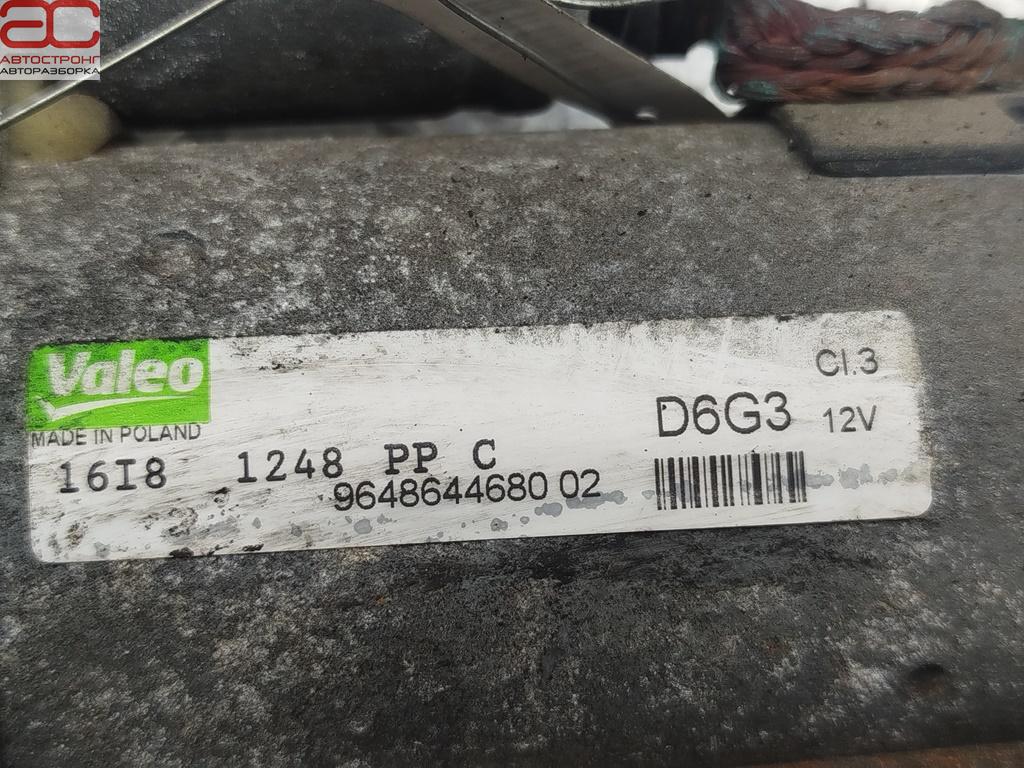 ас
АВТОСТРОНГ
АВТОРАЗБОРКА
Valeo
MADE IN POLAND
16I8 1248 PP C
9648644680 02
D6G3
Cl.3
12V